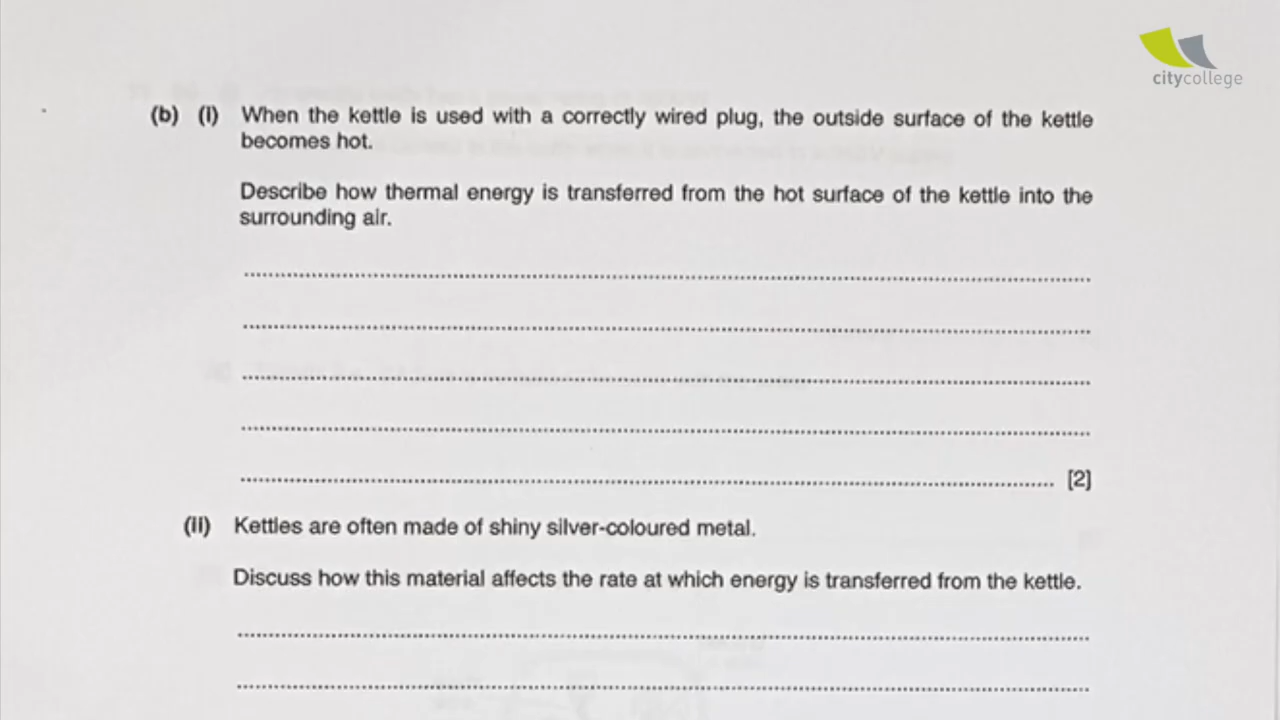 citycollege
(b) (i) When the kettle is used with a correctly wired plug, the outside surface of the kettle
becomes hot.
Describe how thermal energy is transferred from the hot surface of the kettle into the
surrounding air.
[2]
(ii) Kettles are often made of shiny silver-coloured metal.
Discuss how this material affects the rate at which energy is transferred from the kettle.